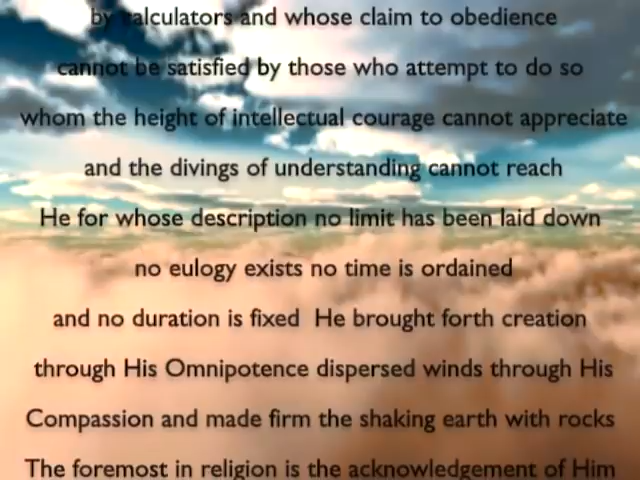 by calculators and whose claim to obedience
cannot be satisfied by those who attempt to do so
whom the height of intellectual courage cannot appreciate
and the divings of understanding cannot reach
He for whose description no limit has been laid down
no eulogy exists no time is ordained
and no duration is fixed He brought forth creation
through His Omnipotence dispersed winds through His
Compassion and made firm the shaking earth with rocks
The foremost in religion is the acknowledgement of Him